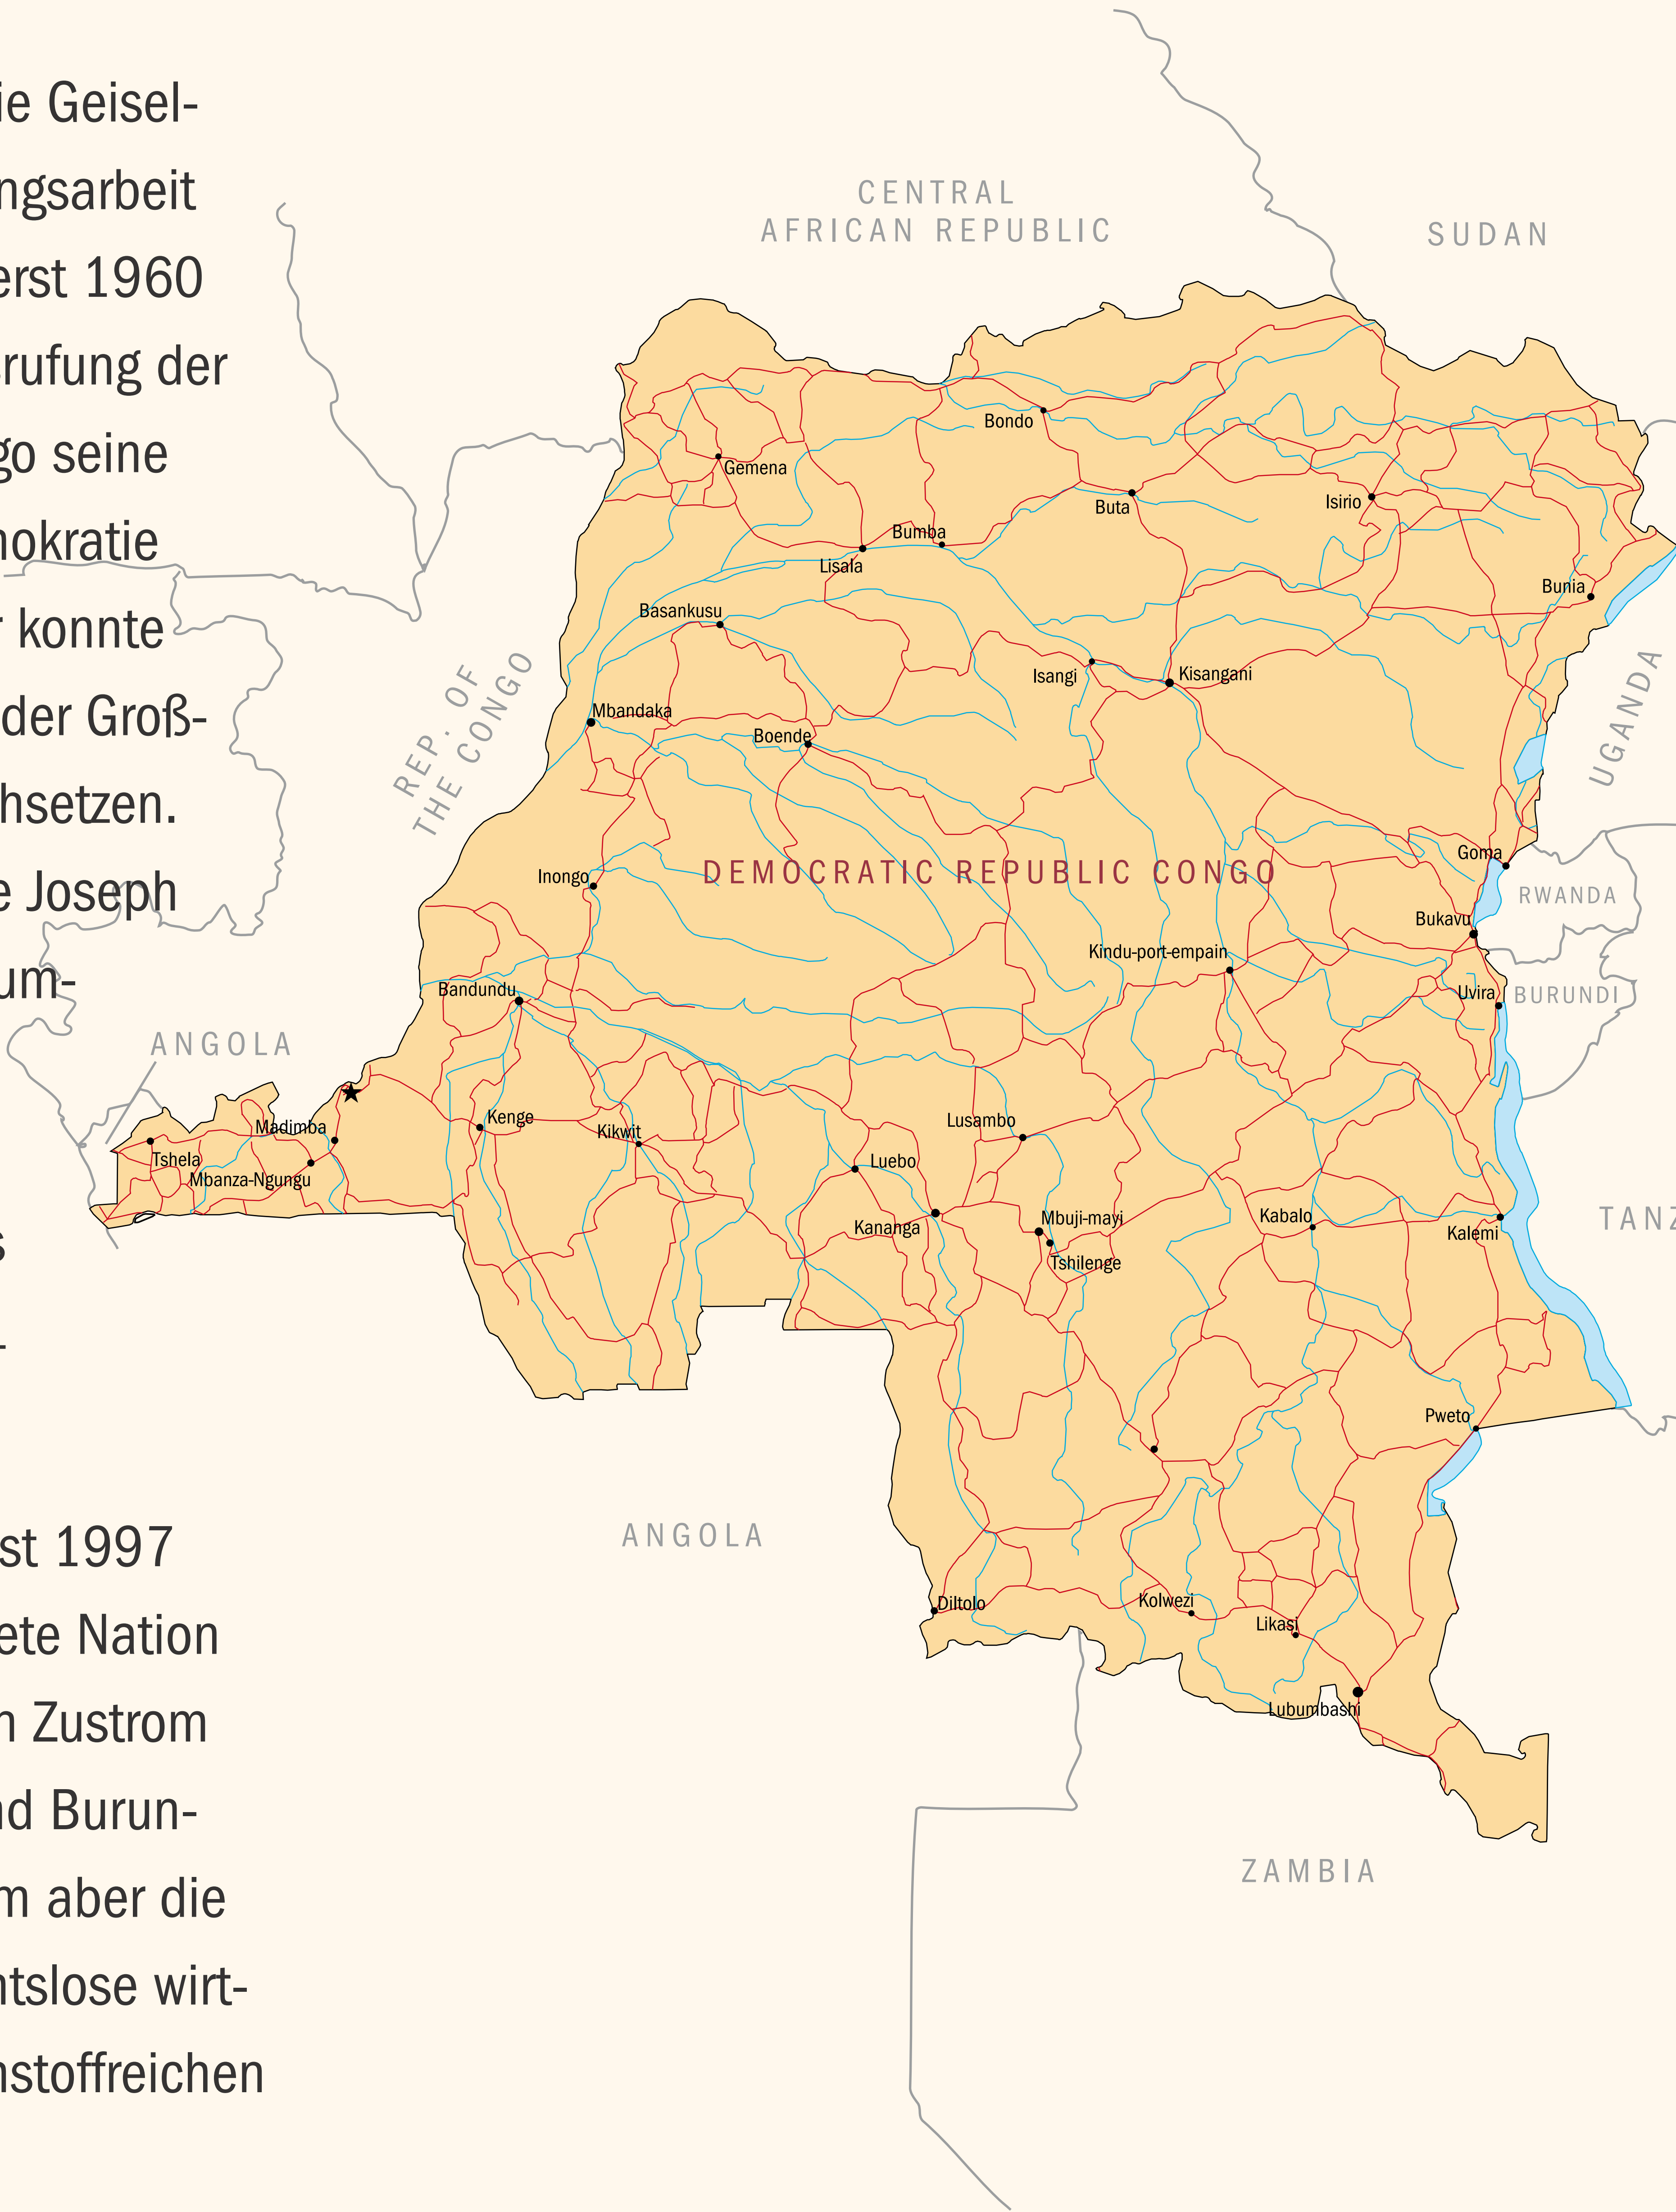 ie Geisel-
ngsarbeit
erst 1960
rufung der
go seine
nokratie
konnte
der Groß-
hsetzen.
e Joseph
um-
s
-
st 1997
ete Nation
n Zustrom
nd Burun-
m aber die
ntslose wirt-
nstoffreichen
CENTRAL
AFRICAN REPUBLIC
SUDAN
Bondo
Gemena
Buta
Isirio
Bumba
Lisala
Bunia
Basankusu
REP. OF
THE CONGO
Isangi
Kisangani
UGANDA
Mbandaka
Boende
Goma
DEMOCRATIC REPUBLIC CONGO
Inongo
RWANDA
Bukavu
Kindu-port-empain
Bandundu
Uvira
BURUNDI
ANGOLA
Kenge
Madimba
Kikwit
Lusambo
Tshela
Luebo
Mbanza-Ngungu
Kananga
Mbuji-mayi
Kabalo
TANZ
Kalemi
Tshilenge
Pweto
ANGOLA
Diltolo
Kolwezi
Likasi
Lubumbashi
ZAMBIA